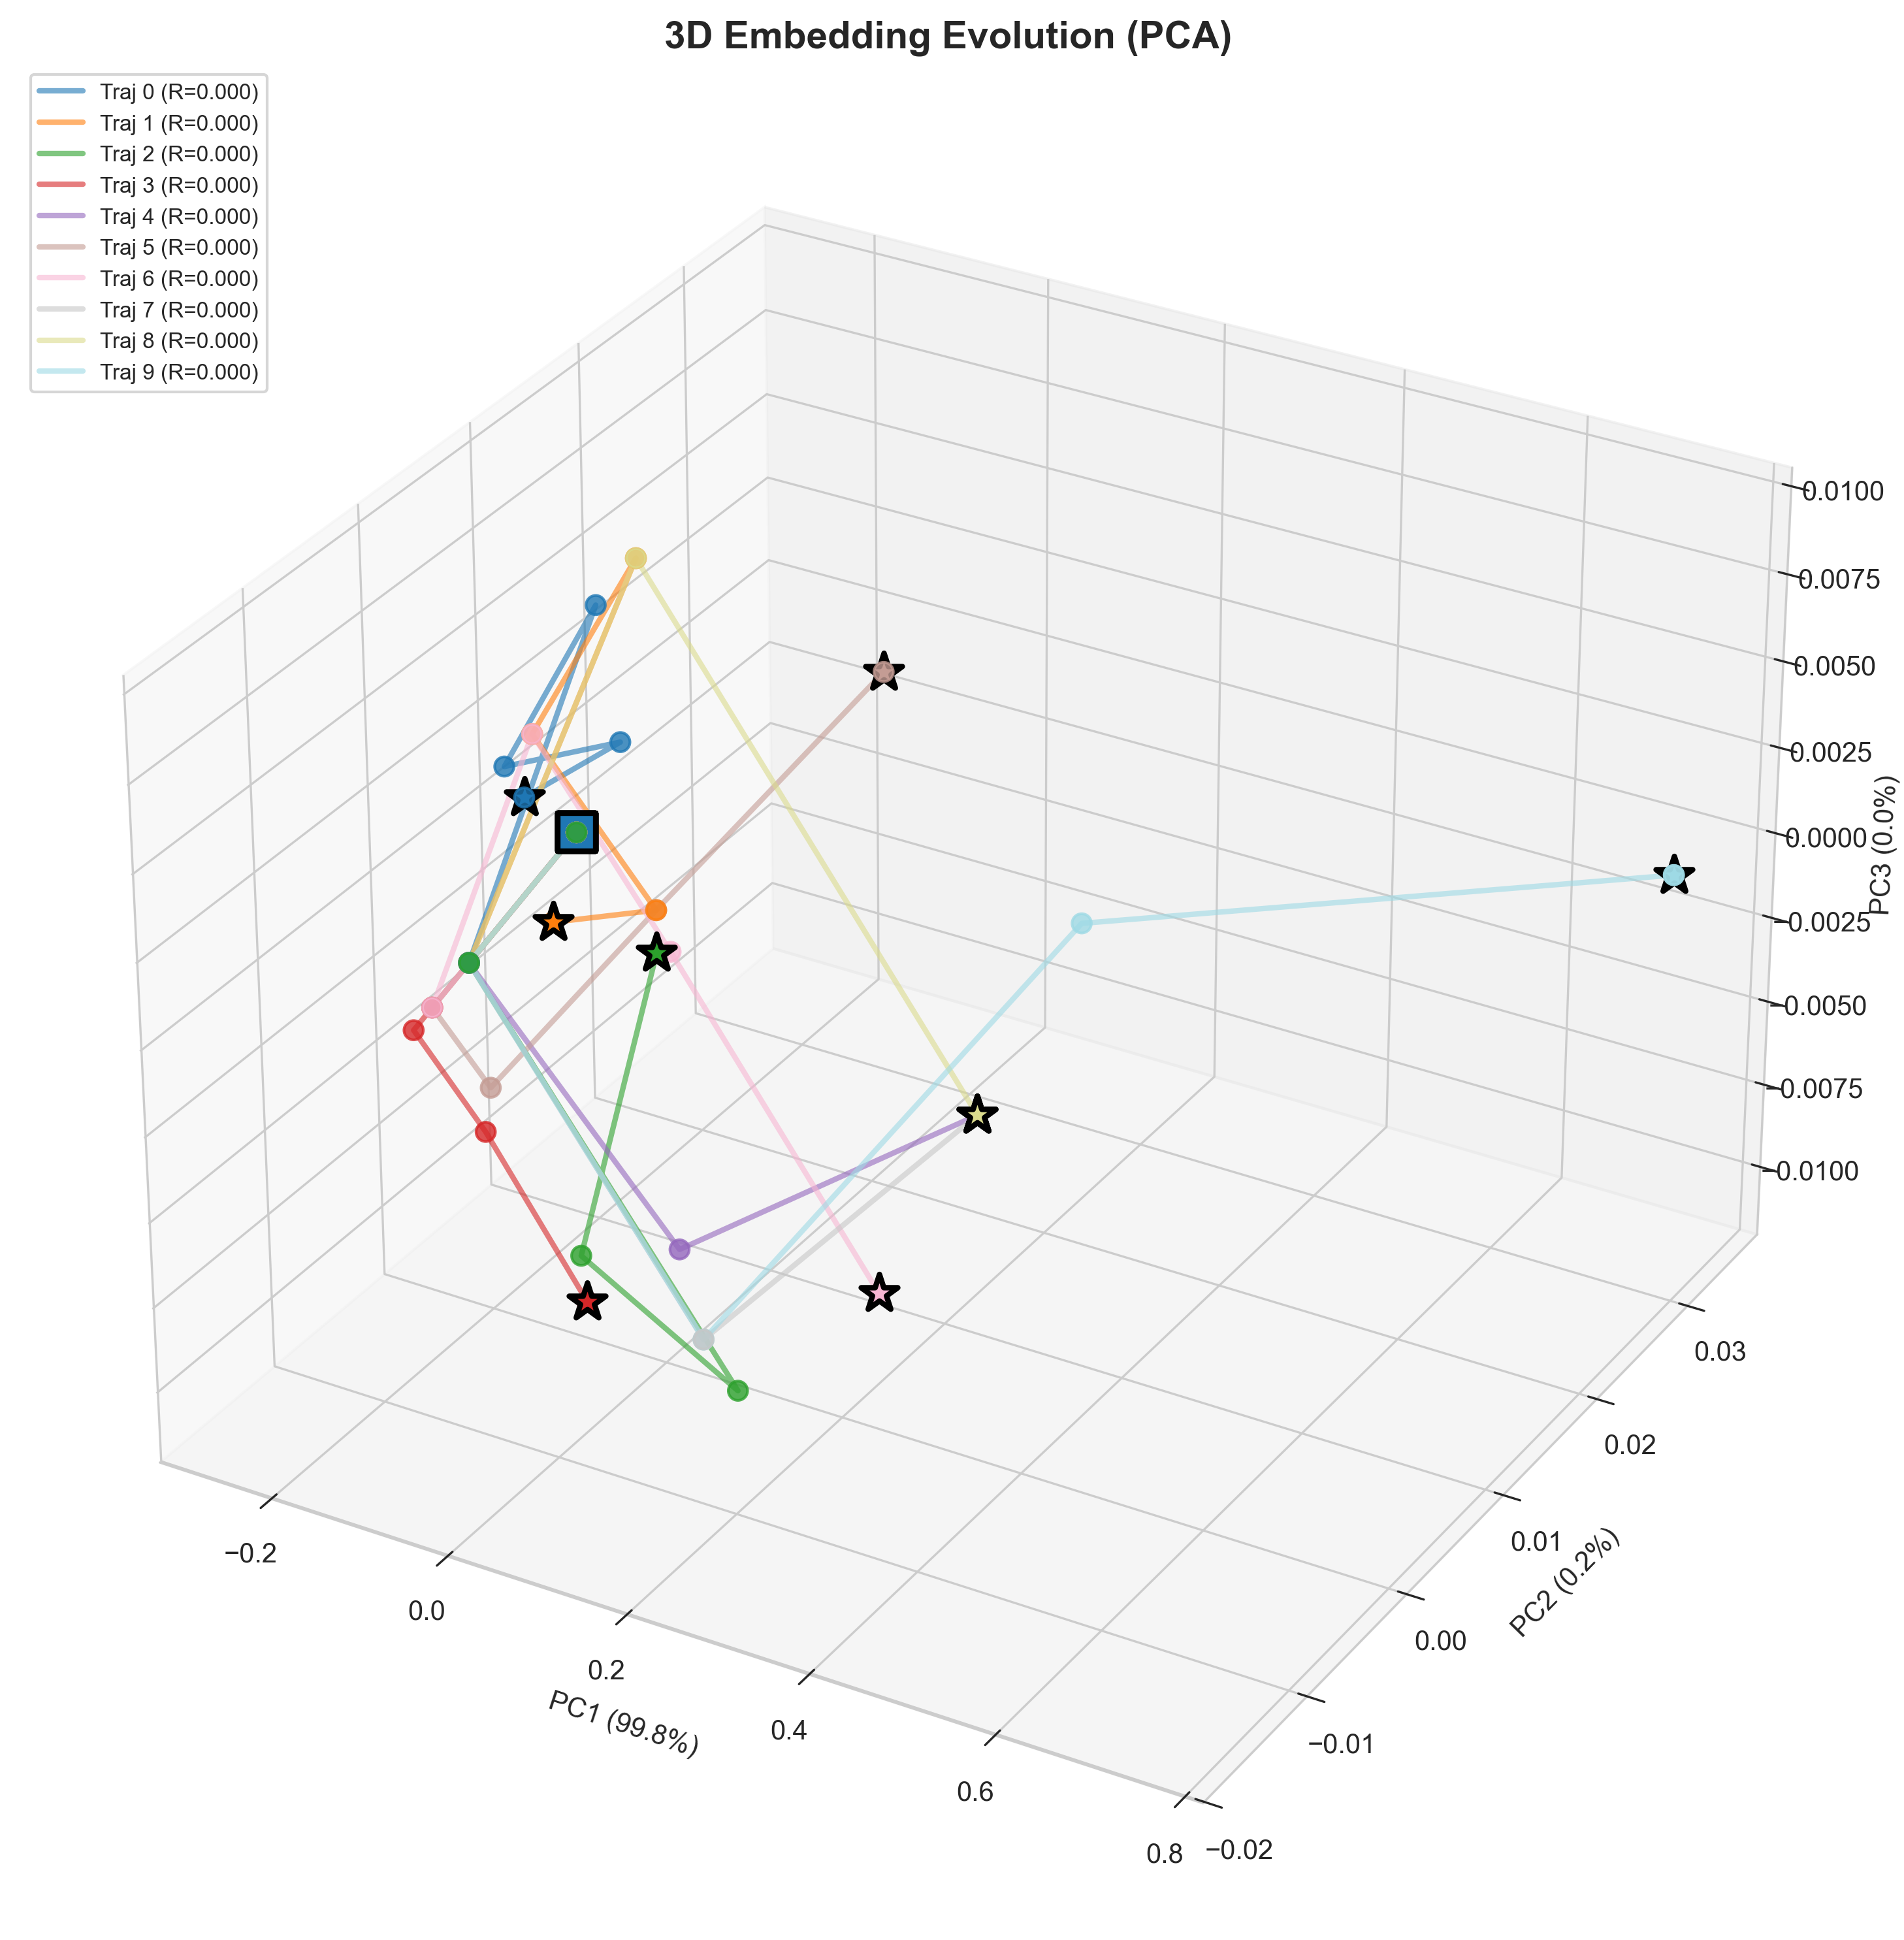 3D Embedding Evolution (PCA)
Traj 0 (R=0.000)
Traj 1 (R=0.000)
Traj 2 (R=0.000)
Traj 3 (R=0.000)
Traj 4 (R=0.000)
Traj 5 (R=0.000)
Traj 6 (R=0.000)
Traj 7 (R=0.000)
Traj 8 (R=0.000)
Traj 9 (R=0.000)
0.0100
0.0075
0.0050
0.0025
0.0000
−0.0025
−0.0050
−0.0075
−0.0100
PC3 (0.0%)
0.03
0.02
0.01
0.00
−0.01
−0.02
PC2 (0.2%)
−0.2
0.0
0.2
0.4
0.6
0.8
PC1 (99.8%)